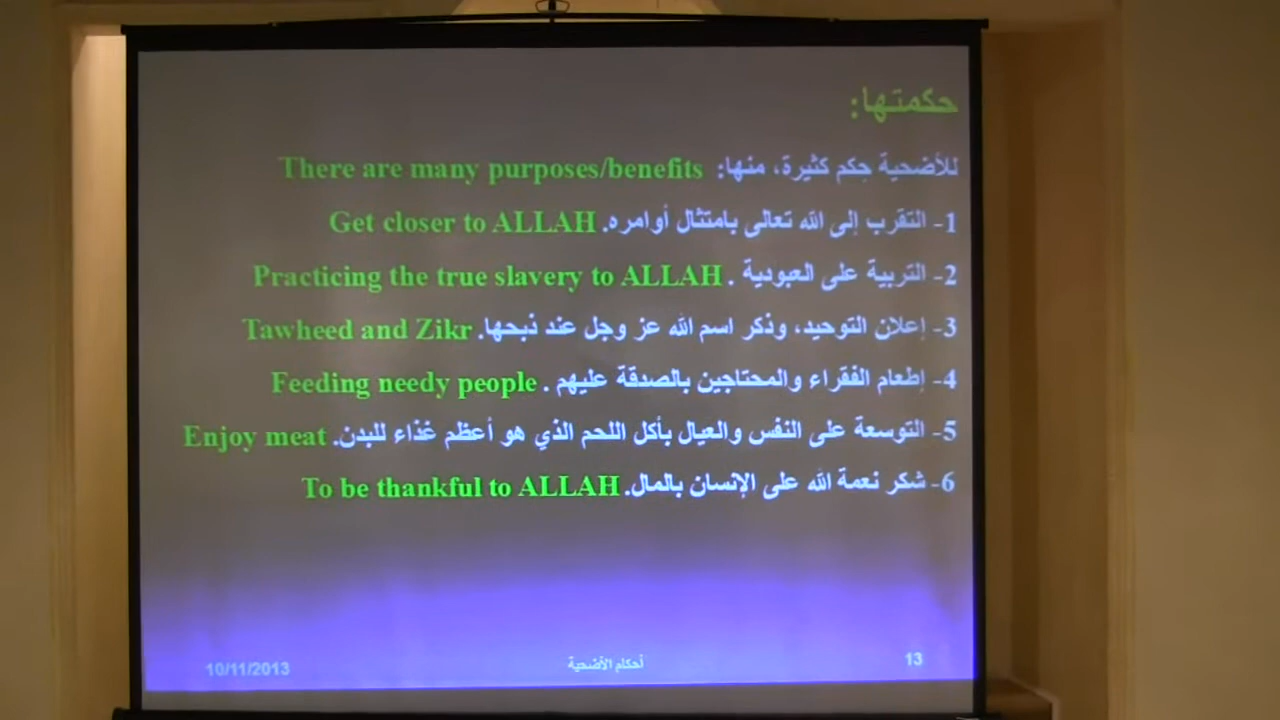 حكمتها:
للأضحية حِكم كثيرة، منها: There are many purposes/benefits
1- التقرب إلى الله تعالى بامتثال أوامره. Get closer to ALLAH
2- التربية على العبودية . Practicing the true slavery to ALLAH
3- إعلان التوحيد، وذكر اسم الله عز وجل عند ذبحها. Tawheed and Zikr
4- إطعام الفقراء والمحتاجين بالصدقة عليهم . Feeding needy people
5- التوسعة على النفس والعيال بأكل اللحم الذي هو أعظم غذاء للبدن. Enjoy meat
6- شكر نعمة الله على الإنسان بالمال. To be thankful to ALLAH
10/11/2013 أحكام الأضحية 13